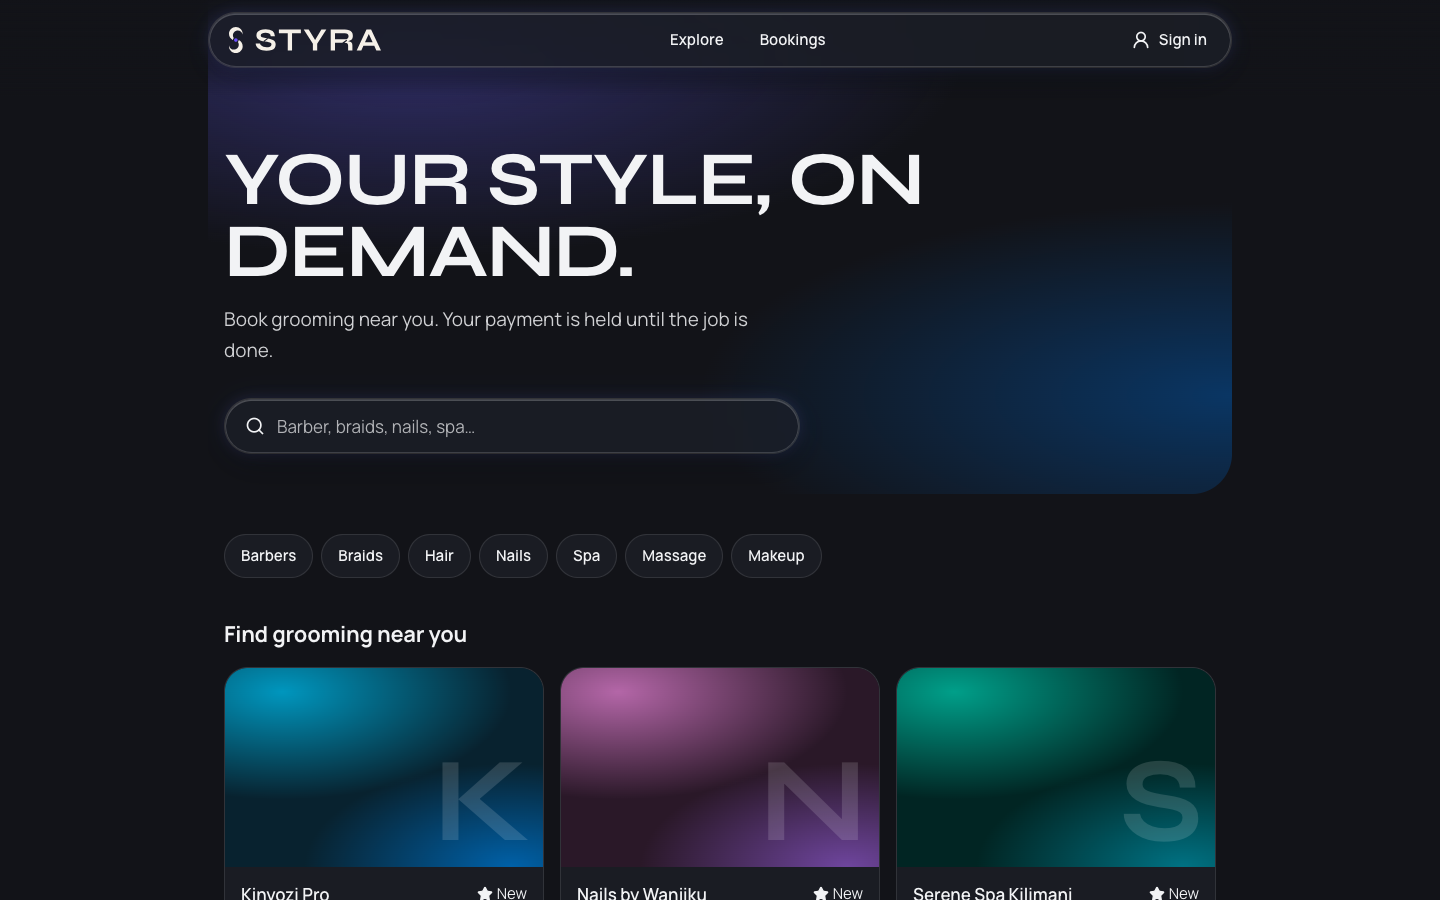 STYRA
Explore
Bookings
Sign in
YOUR STYLE, ON
DEMAND.
Book grooming near you. Your payment is held until the job is
done.
Barber, braids, nails, spa...
Barbers
Braids
Hair
Nails
Spa
Massage
Makeup
Find grooming near you
K
N
S
Kinyozi Pro
New
Nails by Wanjiku
New
Serene Spa Kilimani
New